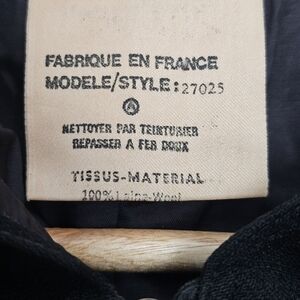 FABRIQUE EN FRANCE
MODELE/STYLE: 27025
A
NETTOYER PAR TEINTURIER
REPASSER A FER DOUX
TISSUS-MATERIAL
100% Laine-Wool